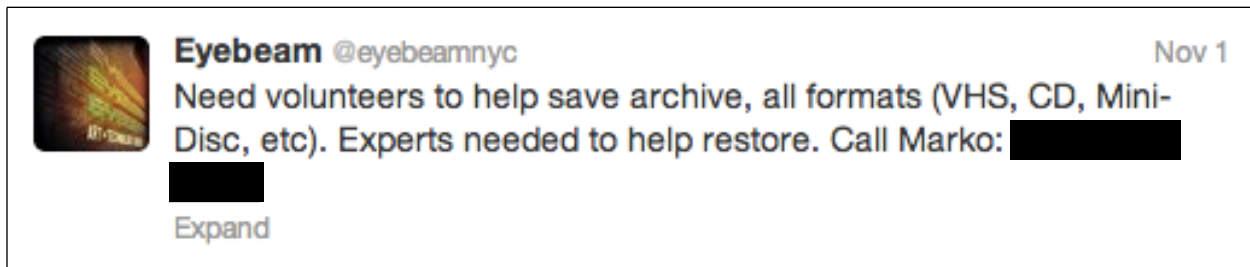 Eyebeam @eyebeamnyc Nov 1
Need volunteers to help save archive, all formats (VHS, CD, Mini-
Disc, etc). Experts needed to help restore. Call Marko:
Expand